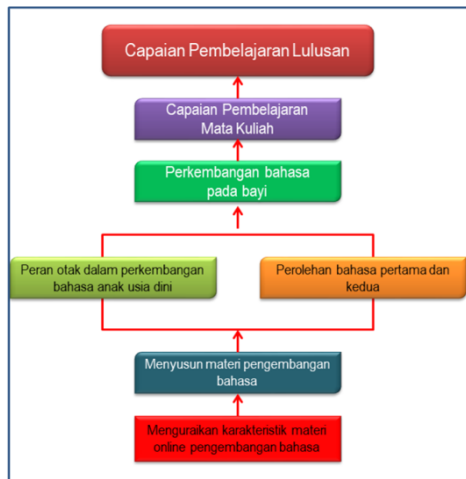 Capaian Pembelajaran Lulusan
Capaian Pembelajaran
Mata Kuliah
Perkembangan bahasa
pada bayi
Peran otak dalam perkembangan
bahasa anak usia dini
Perolehan bahasa pertama dan
kedua
Menyusun materi pengembangan
bahasa
Menguraikan karakteristik materi
online pengembangan bahasa